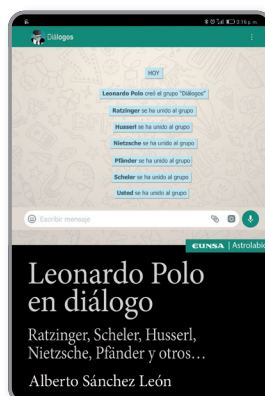 3:16 p. m.
Diálogos
HOY
Leonardo Polo creó el grupo "Diálogos"
Ratzinger se ha unido al grupo
Husserl se ha unido al grupo
Nietzsche se ha unido al grupo
Pfänder se ha unido al grupo
Scheler se ha unido al grupo
Usted se ha unido al grupo
Escribir mensaje
EUNSA | Astrolabio
Leonardo Polo
en diálogo
Ratzinger, Scheler, Husserl,
Nietzsche, Pfänder y otros…
Alberto Sánchez León